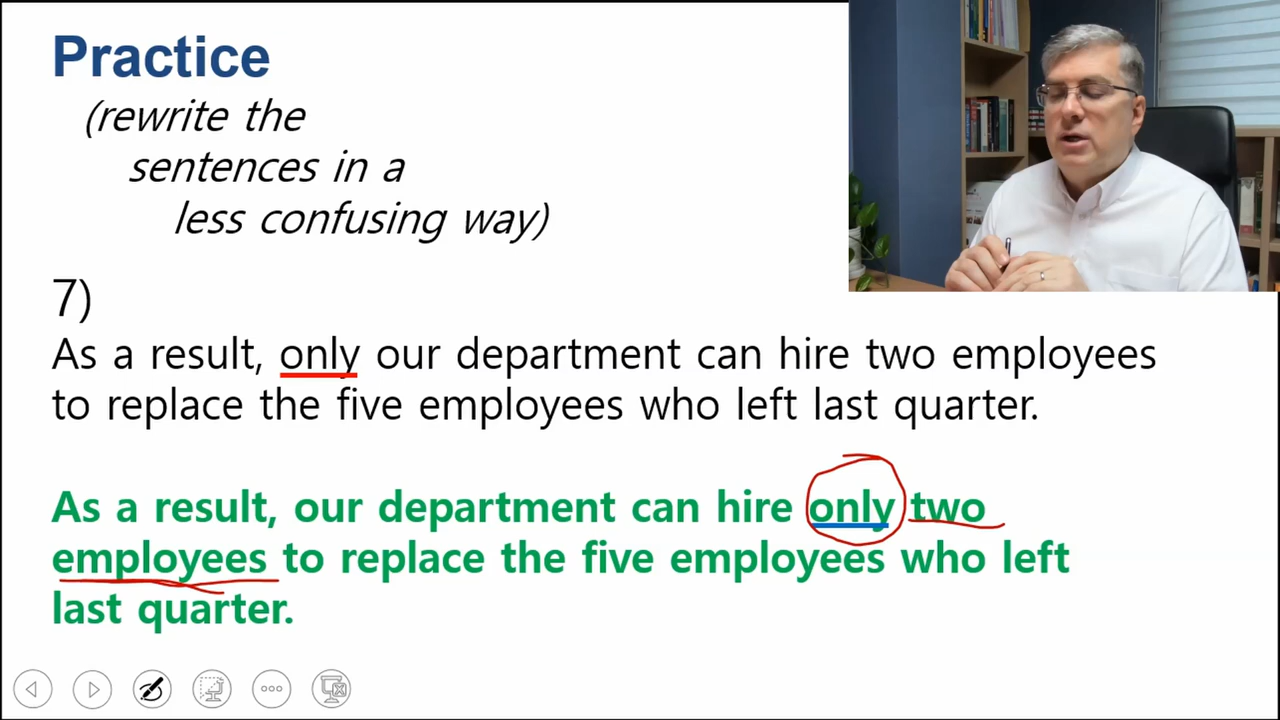 Practice
(rewrite the
sentences in a
less confusing way)
7)
As a result, only our department can hire two employees
to replace the five employees who left last quarter.
As a result, our department can hire only two
employees to replace the five employees who left
last quarter.